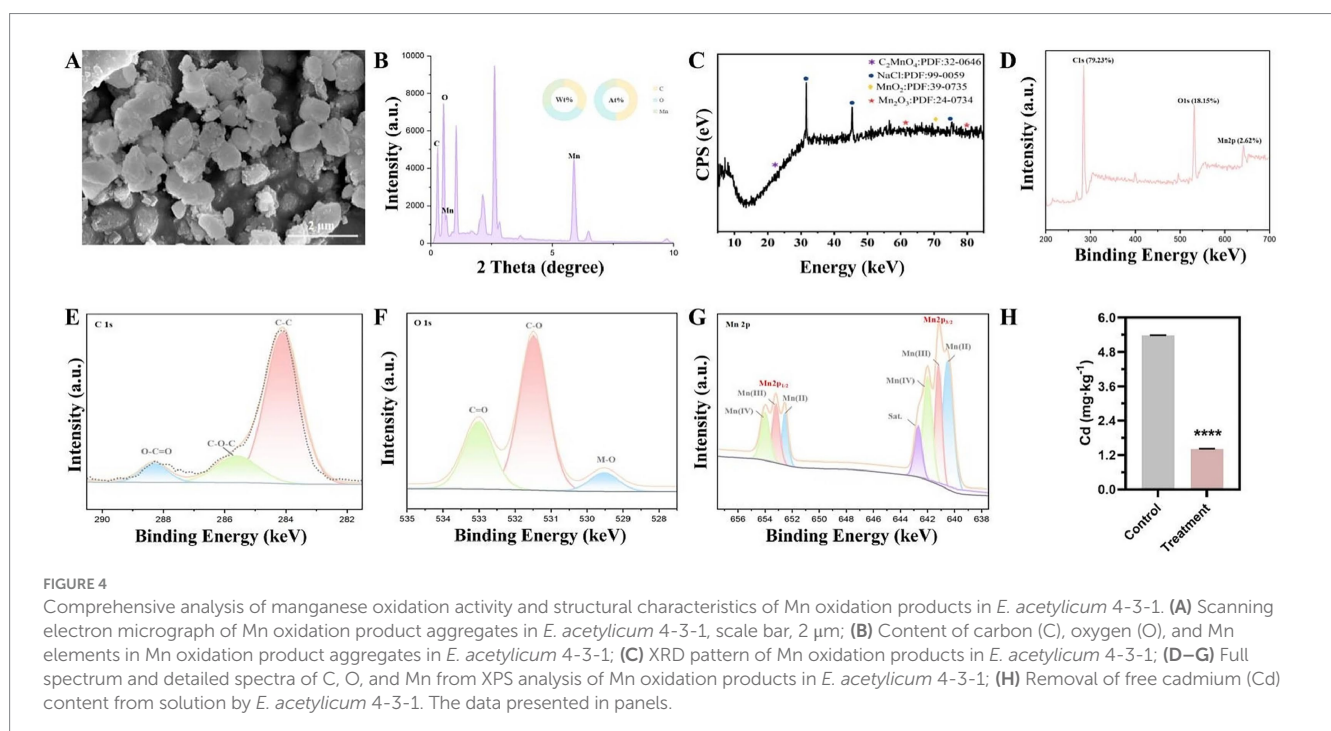 A
2 μm
B
Intensity (a.u.)
10000
8000
6000
4000
2000
0
0
5
10
C
O
Mn
Mn
Wt%
At%
C
O
Mn
2 Theta (degree)
C
CPS (eV)
C₂MnO₄:PDF:32-0646
NaCl:PDF:99-0059
MnO₂:PDF:39-0735
Mn₂O₃:PDF:24-0734
10 20 30 40 50 60 70 80
Energy (keV)
D
Intensity (a.u.)
C1s (79.23%)
O1s (18.15%)
Mn2p (2.62%)
200 300 400 500 600 700
Binding Energy (keV)
E
C 1s
Intensity (a.u.)
C-C
C-O-C
O-C=O
290 288 286 284 282
Binding Energy (keV)
F
O 1s
Intensity (a.u.)
C-O
C=O
M-O
535 534 533 532 531 530 529 528
Binding Energy (keV)
G
Mn 2p
Intensity (a.u.)
Mn2p₁/₂
Mn(III)
Mn(IV)
Mn(II)
Mn2p₃/₂
Mn(III)
Mn(II)
Mn(IV)
Sat.
656 654 652 650 648 646 644 642 640 638
Binding Energy (keV)
H
Cd (mg·kg⁻¹)
6.0
4.8
3.6
2.4
1.2
0.0
****
Control
Treatment
FIGURE 4
Comprehensive analysis of manganese oxidation activity and structural characteristics of Mn oxidation products in E. acetylicum 4-3-1. (A) Scanning
electron micrograph of Mn oxidation product aggregates in E. acetylicum 4-3-1, scale bar, 2 μm; (B) Content of carbon (C), oxygen (O), and Mn
elements in Mn oxidation product aggregates in E. acetylicum 4-3-1; (C) XRD pattern of Mn oxidation products in E. acetylicum 4-3-1; (D–G) Full
spectrum and detailed spectra of C, O, and Mn from XPS analysis of Mn oxidation products in E. acetylicum 4-3-1; (H) Removal of free cadmium (Cd)
content from solution by E. acetylicum 4-3-1. The data presented in panels.